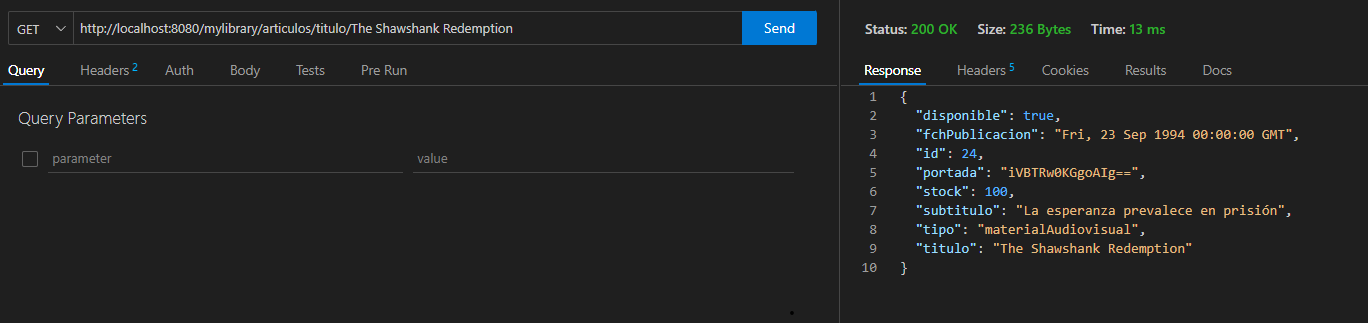 GET http://localhost:8080/mylibrary/articulos/titulo/The Shawshank Redemption Send
Query Headers 2 Auth Body Tests Pre Run
Query Parameters
parameter value
Status: 200 OK Size: 236 Bytes Time: 13 ms
Response Headers 5 Cookies Results Docs
1 {
2 "disponible": true,
3 "fchPublicacion": "Fri, 23 Sep 1994 00:00:00 GMT",
4 "id": 24,
5 "portada": "iVBTRw0KGgoAIg==",
6 "stock": 100,
7 "subtitulo": "La esperanza prevalece en prisión",
8 "tipo": "materialAudiovisual",
9 "titulo": "The Shawshank Redemption"
10 }